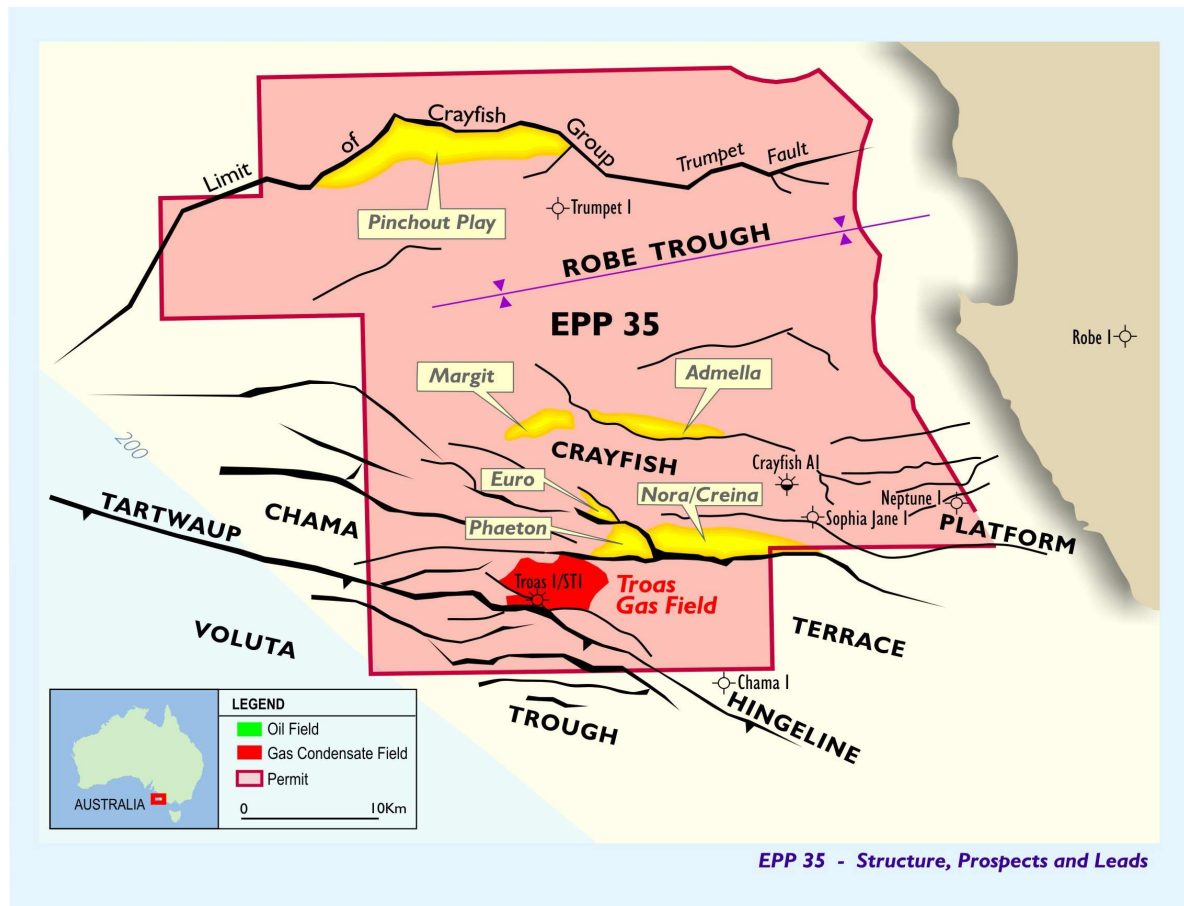 Limit of Crayfish Group
Trumpet Fault
Pinchout Play
Trumpet 1
ROBE TROUGH
EPP 35
Robe 1
Margit
Admella
200
CRAYFISH
Crayfish A1
Euro
Nora/Creina
Neptune 1
TARTWAUP
CHAMA
Phaeton
Sophia Jane 1
PLATFORM
Troas 1/ST1
Troas
Gas Field
VOLUTA
TERRACE
Chama 1
HINGELINE
TROUGH
LEGEND
Oil Field
Gas Condensate Field
Permit
AUSTRALIA
0 10Km
EPP 35 - Structure, Prospects and Leads